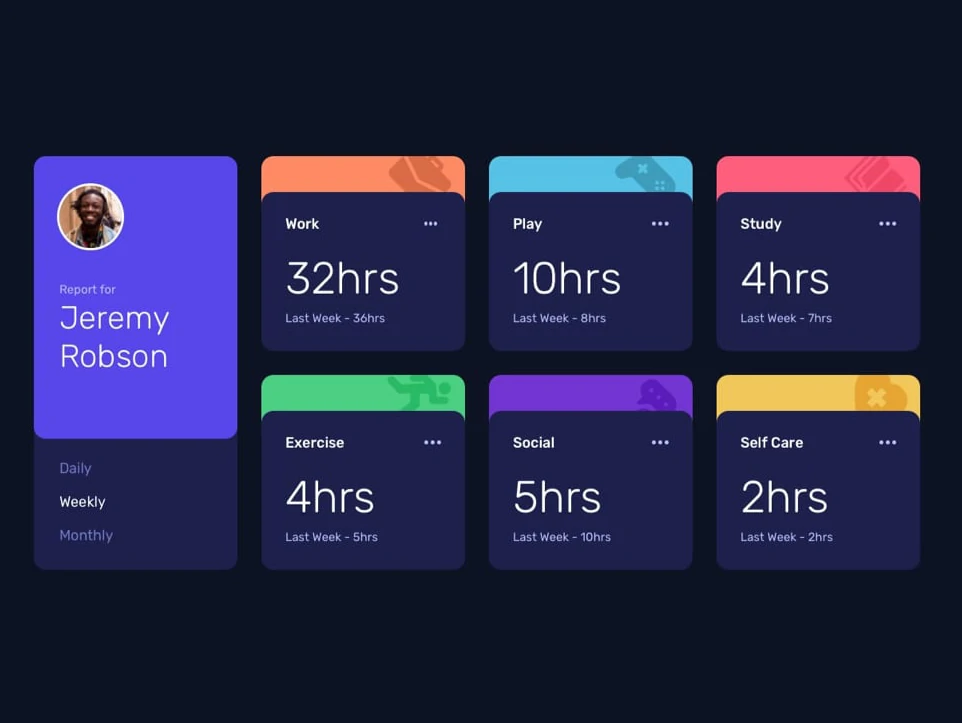 Report for
Jeremy
Robson
Daily
Weekly
Monthly
Work
32hrs
Last Week - 36hrs
Play
10hrs
Last Week - 8hrs
Study
4hrs
Last Week - 7hrs
Exercise
4hrs
Last Week - 5hrs
Social
5hrs
Last Week - 10hrs
Self Care
2hrs
Last Week - 2hrs